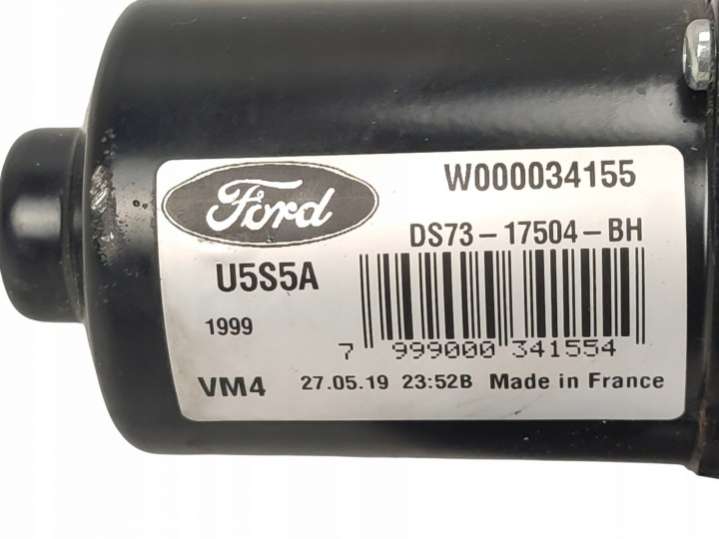 Ford
W000034155
DS73-17504-BH
U5S5A
1999
7 999000 341554
VM4 27.05.19 23:52B Made in France